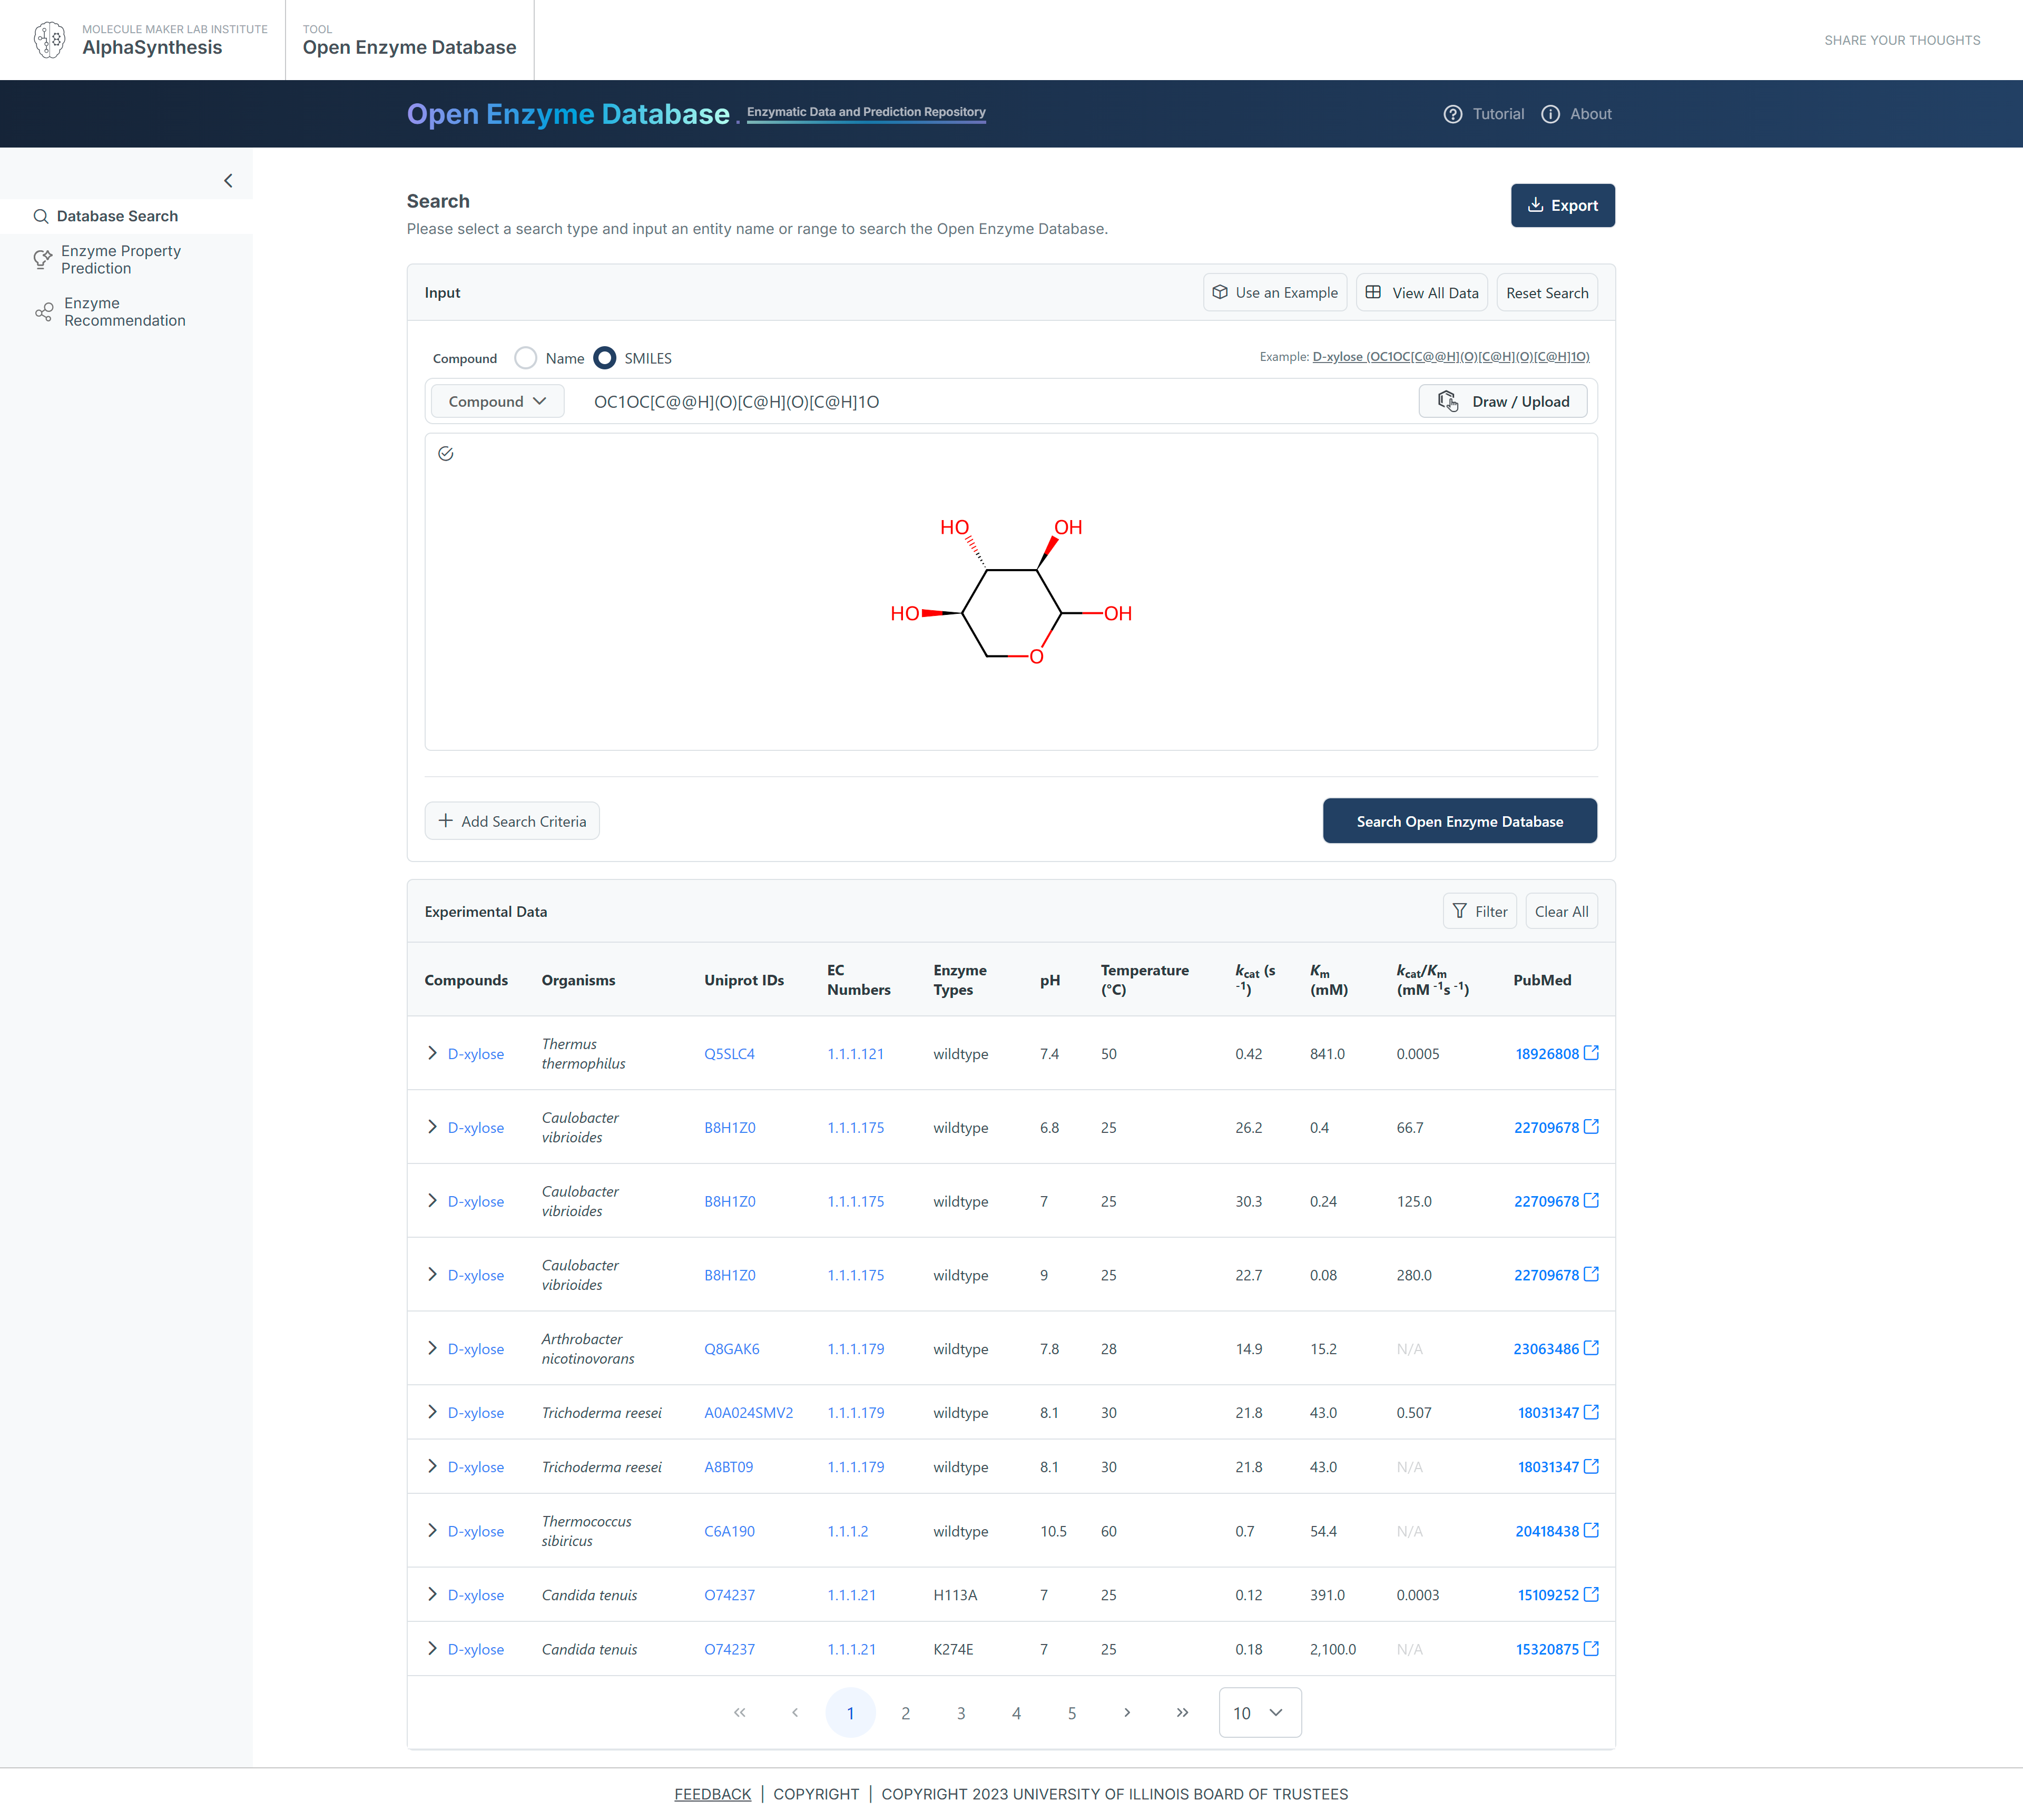 MOLECULE MAKER LAB INSTITUTE
AlphaSynthesis
TOOL
Open Enzyme Database
SHARE YOUR THOUGHTS
Open Enzyme Database . Enzymatic Data and Prediction Repository
Tutorial
About
Database Search
Enzyme Property
Prediction
Enzyme
Recommendation
Search
Please select a search type and input an entity name or range to search the Open Enzyme Database.
Export
Input
Use an Example
View All Data
Reset Search
Compound Name SMILES
Example: D-xylose (OC1OC[C@@H](O)[C@H](O)[C@H]1O)
Compound OC1OC[C@@H](O)[C@H](O)[C@H]1O Draw / Upload
HO OH
HO OH
O
Add Search Criteria
Search Open Enzyme Database
Experimental Data
Filter
Clear All
Compounds Organisms Uniprot IDs EC Numbers Enzyme Types pH Temperature (°C) kcat (s -1) Km (mM) kcat/Km (mM -1s -1) PubMed
D-xylose Thermus thermophilus Q5SLC4 1.1.1.121 wildtype 7.4 50 0.42 841.0 0.0005 18926808
D-xylose Caulobacter vibrioides B8H1Z0 1.1.1.175 wildtype 6.8 25 26.2 0.4 66.7 22709678
D-xylose Caulobacter vibrioides B8H1Z0 1.1.1.175 wildtype 7 25 30.3 0.24 125.0 22709678
D-xylose Caulobacter vibrioides B8H1Z0 1.1.1.175 wildtype 9 25 22.7 0.08 280.0 22709678
D-xylose Arthrobacter nicotinovorans Q8GAK6 1.1.1.179 wildtype 7.8 28 14.9 15.2 N/A 23063486
D-xylose Trichoderma reesei A0A024SMV2 1.1.1.179 wildtype 8.1 30 21.8 43.0 0.507 18031347
D-xylose Trichoderma reesei A8BT09 1.1.1.179 wildtype 8.1 30 21.8 43.0 N/A 18031347
D-xylose Thermococcus sibiricus C6A190 1.1.1.2 wildtype 10.5 60 0.7 54.4 N/A 20418438
D-xylose Candida tenuis O74237 1.1.1.21 H113A 7 25 0.12 391.0 0.0003 15109252
D-xylose Candida tenuis O74237 1.1.1.21 K274E 7 25 0.18 2,100.0 N/A 15320875
1 2 3 4 5 10
FEEDBACK | COPYRIGHT | COPYRIGHT 2023 UNIVERSITY OF ILLINOIS BOARD OF TRUSTEES